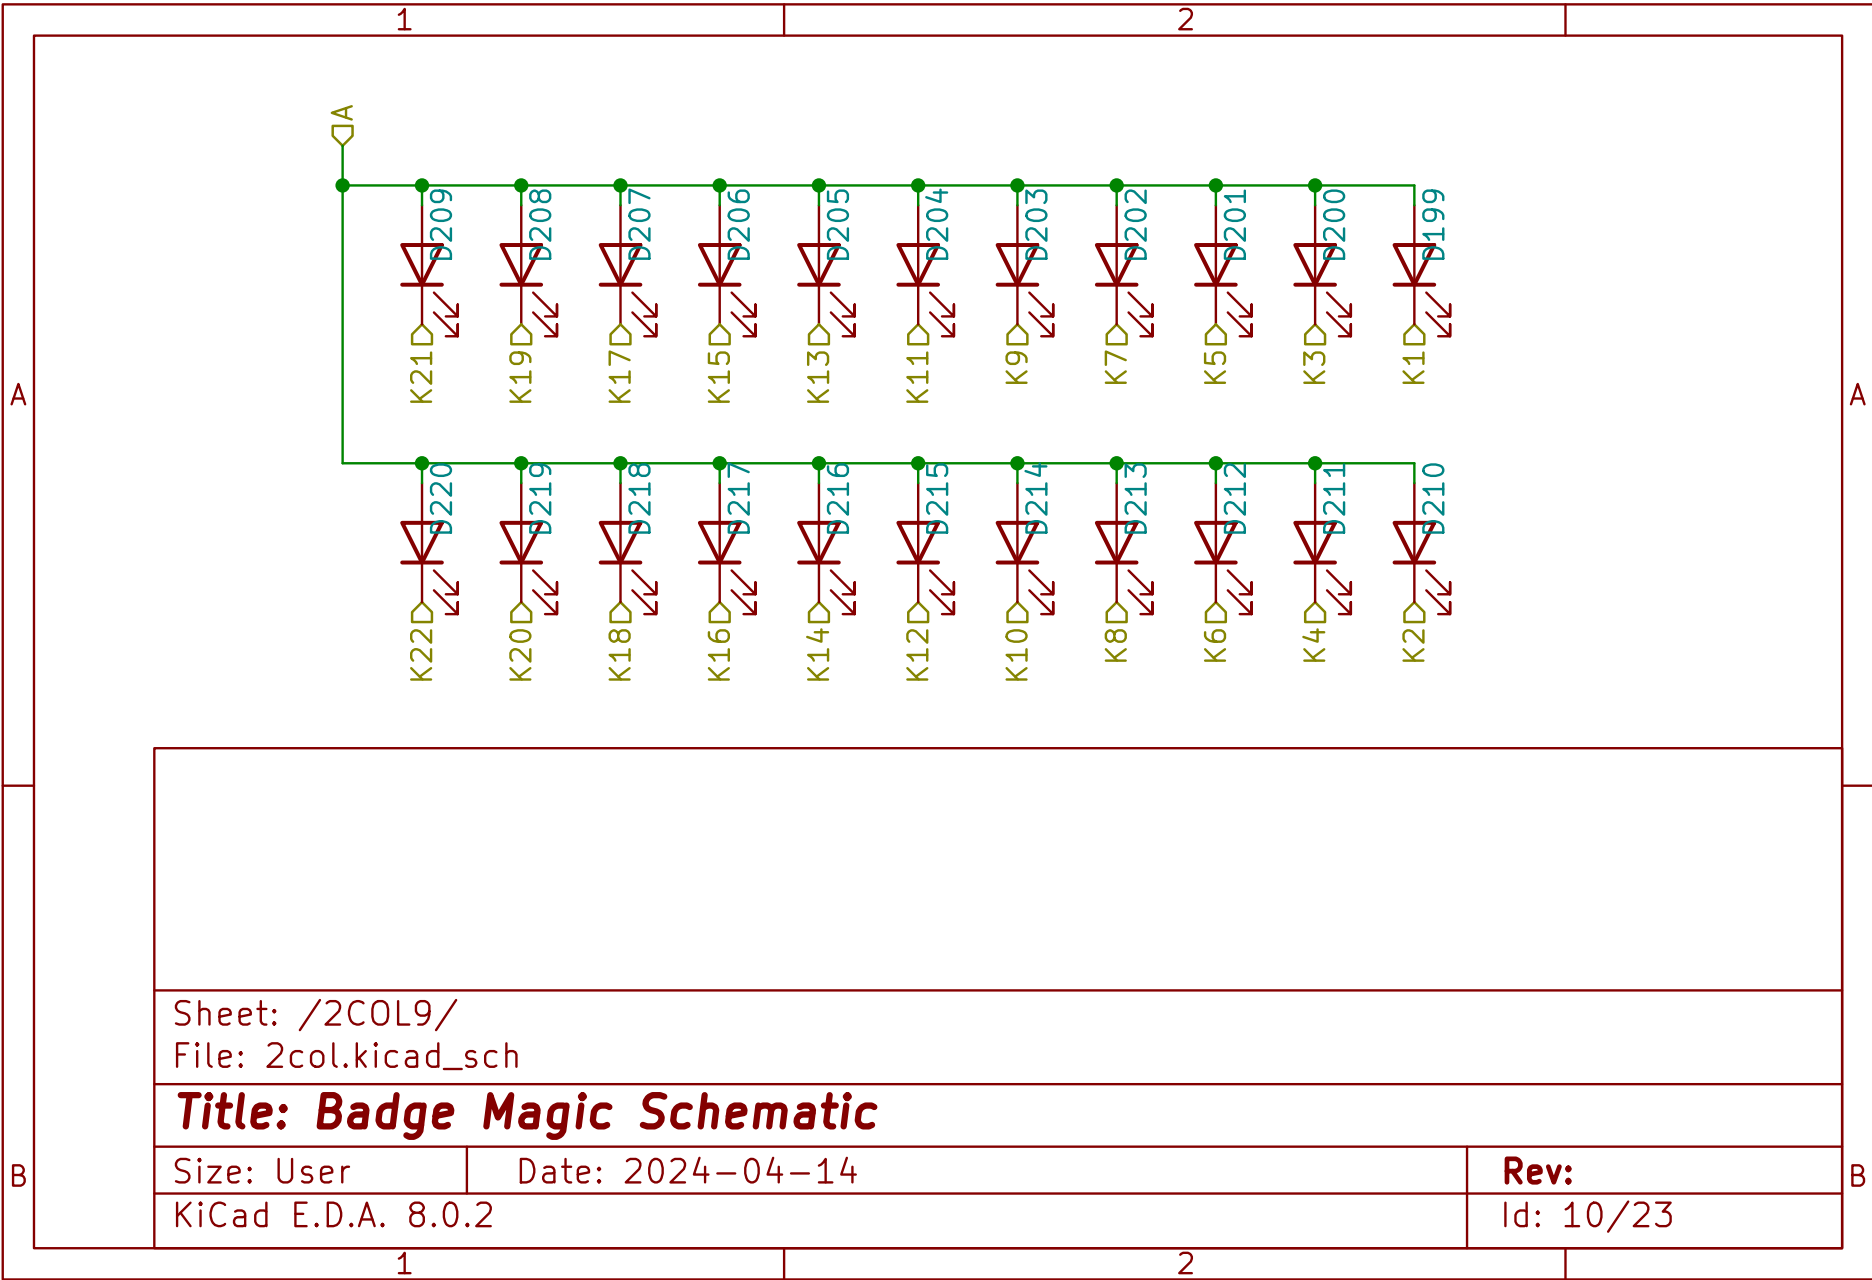 1 2
A
D209 D208 D207 D206 D205 D204 D203 D202 D201 D200 D199
K21 K19 K17 K15 K13 K11 K9 K7 K5 K3 K1
A A
D220 D219 D218 D217 D216 D215 D214 D213 D212 D211 D210
K22 K20 K18 K16 K14 K12 K10 K8 K6 K4 K2
Sheet: /2COL9/
File: 2col.kicad_sch
Title: Badge Magic Schematic
B B
Size: User Date: 2024-04-14 Rev:
KiCad E.D.A. 8.0.2 Id: 10/23
1 2